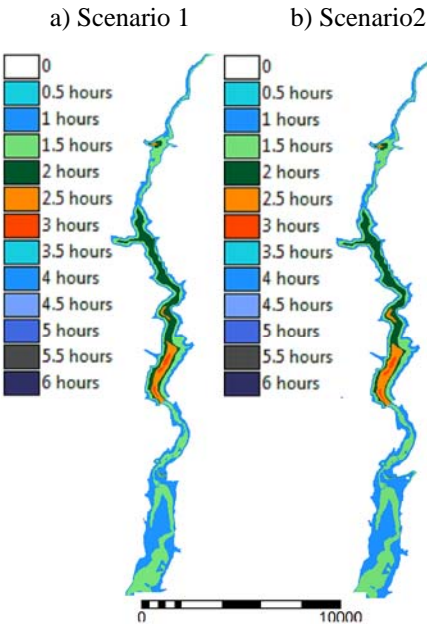 a) Scenario 1
b) Scenario2
0
0.5 hours
1 hours
1.5 hours
2 hours
2.5 hours
3 hours
3.5 hours
4 hours
4.5 hours
5 hours
5.5 hours
6 hours
0
0.5 hours
1 hours
1.5 hours
2 hours
2.5 hours
3 hours
3.5 hours
4 hours
4.5 hours
5 hours
5.5 hours
6 hours
0
10000